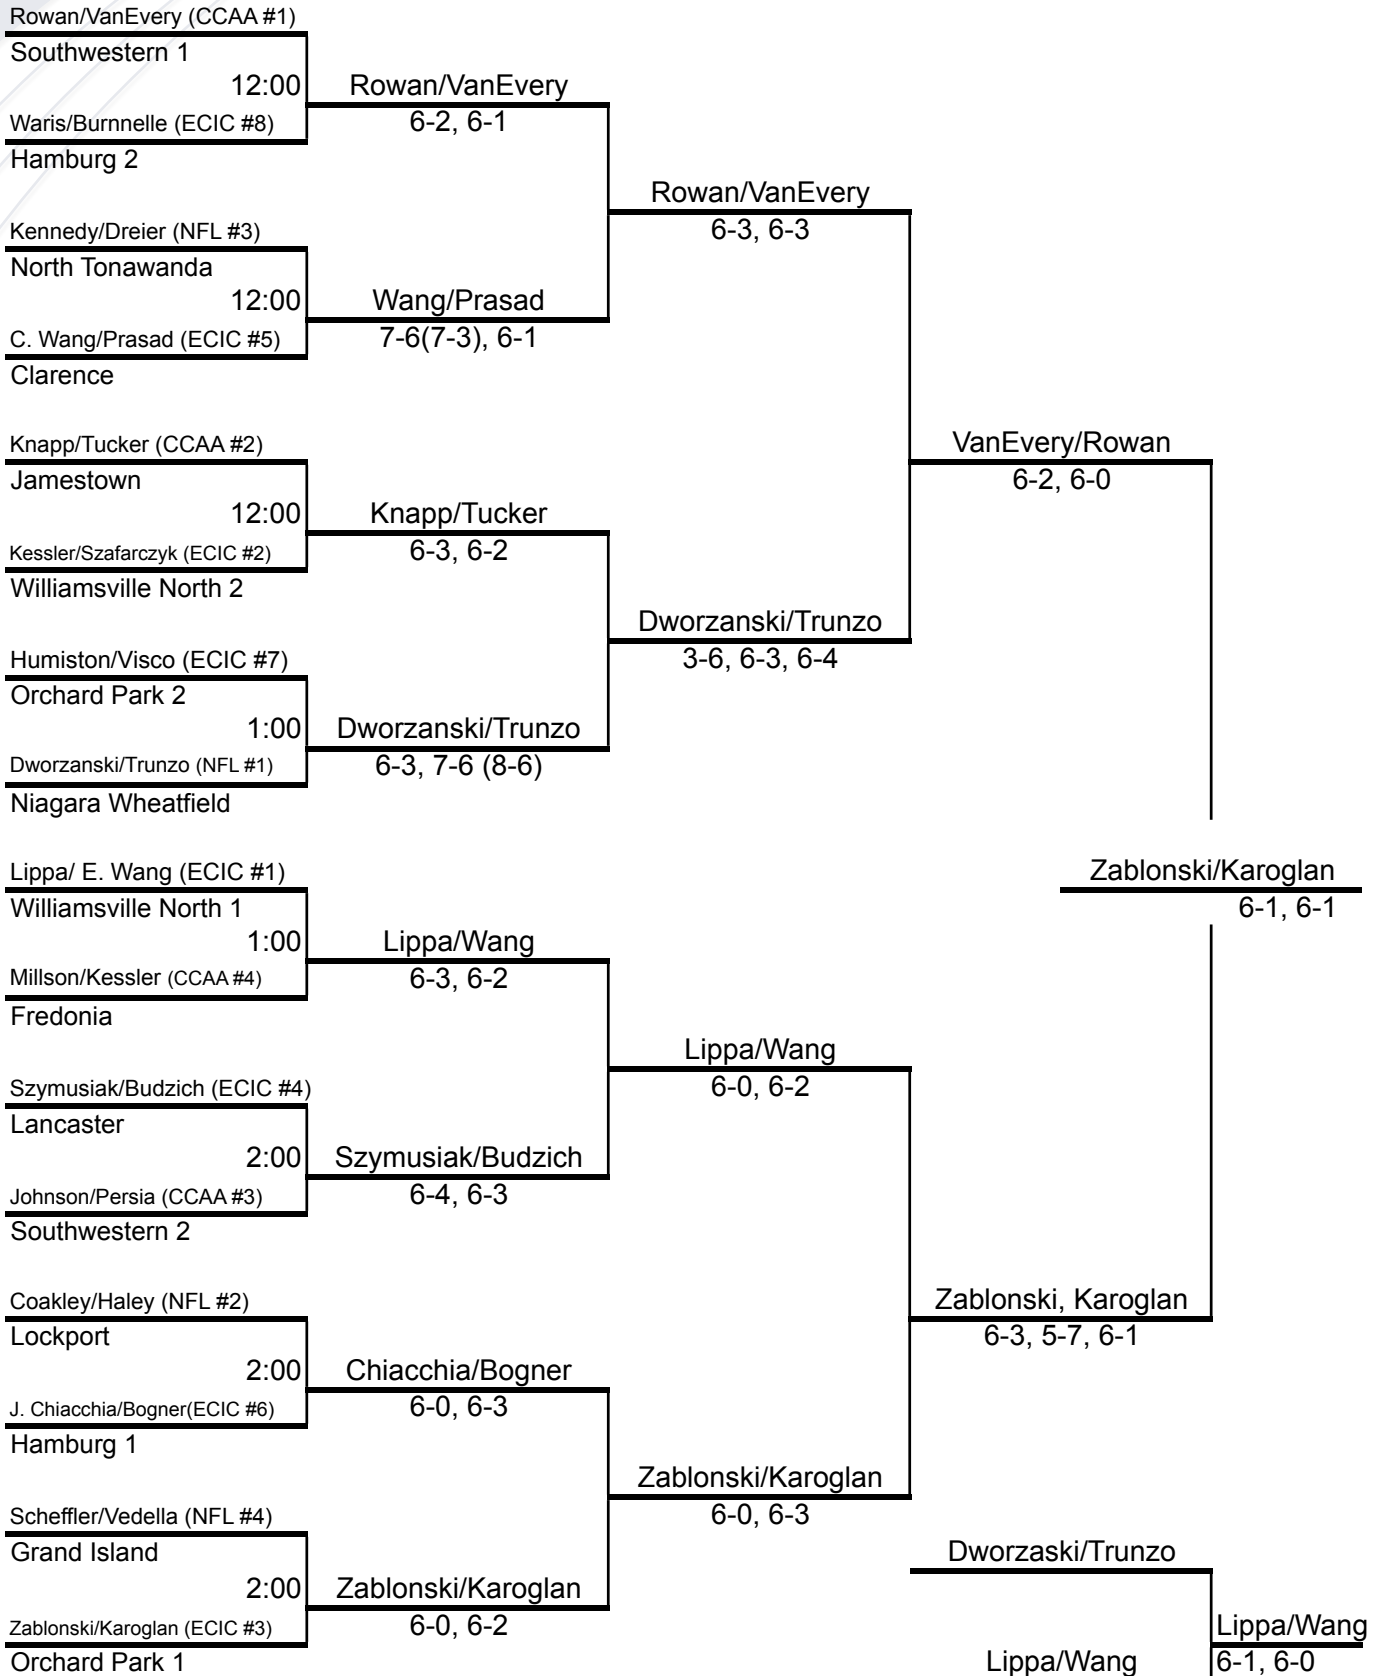 Rowan/VanEvery (CCAA #1)
Southwestern 1
12:00
Rowan/VanEvery
6-2, 6-1
Waris/Burnnelle (ECIC #8)
Hamburg 2
Rowan/VanEvery
6-3, 6-3
Kennedy/Dreier (NFL #3)
North Tonawanda
12:00
Wang/Prasad
7-6(7-3), 6-1
C. Wang/Prasad (ECIC #5)
Clarence
VanEvery/Rowan
6-2, 6-0
Knapp/Tucker (CCAA #2)
Jamestown
12:00
Knapp/Tucker
6-3, 6-2
Kessler/Szafarczyk (ECIC #2)
Williamsville North 2
Dworzanski/Trunzo
3-6, 6-3, 6-4
Humiston/Visco (ECIC #7)
Orchard Park 2
1:00
Dworzanski/Trunzo
6-3, 7-6 (8-6)
Dworzanski/Trunzo (NFL #1)
Niagara Wheatfield
Zablonski/Karoglan
6-1, 6-1
Lippa/ E. Wang (ECIC #1)
Williamsville North 1
1:00
Lippa/Wang
6-3, 6-2
Millson/Kessler (CCAA #4)
Fredonia
Lippa/Wang
6-0, 6-2
Szymusiak/Budzich (ECIC #4)
Lancaster
2:00
Szymusiak/Budzich
6-4, 6-3
Johnson/Persia (CCAA #3)
Southwestern 2
Zablonski, Karoglan
6-3, 5-7, 6-1
Coakley/Haley (NFL #2)
Lockport
2:00
Chiacchia/Bogner
6-0, 6-3
J. Chiacchia/Bogner(ECIC #6)
Hamburg 1
Zablonski/Karoglan
6-0, 6-3
Scheffler/Vedella (NFL #4)
Grand Island
2:00
Zablonski/Karoglan
6-0, 6-2
Zablonski/Karoglan (ECIC #3)
Orchard Park 1
Dworzaski/Trunzo
Lippa/Wang
6-1, 6-0
Lippa/Wang